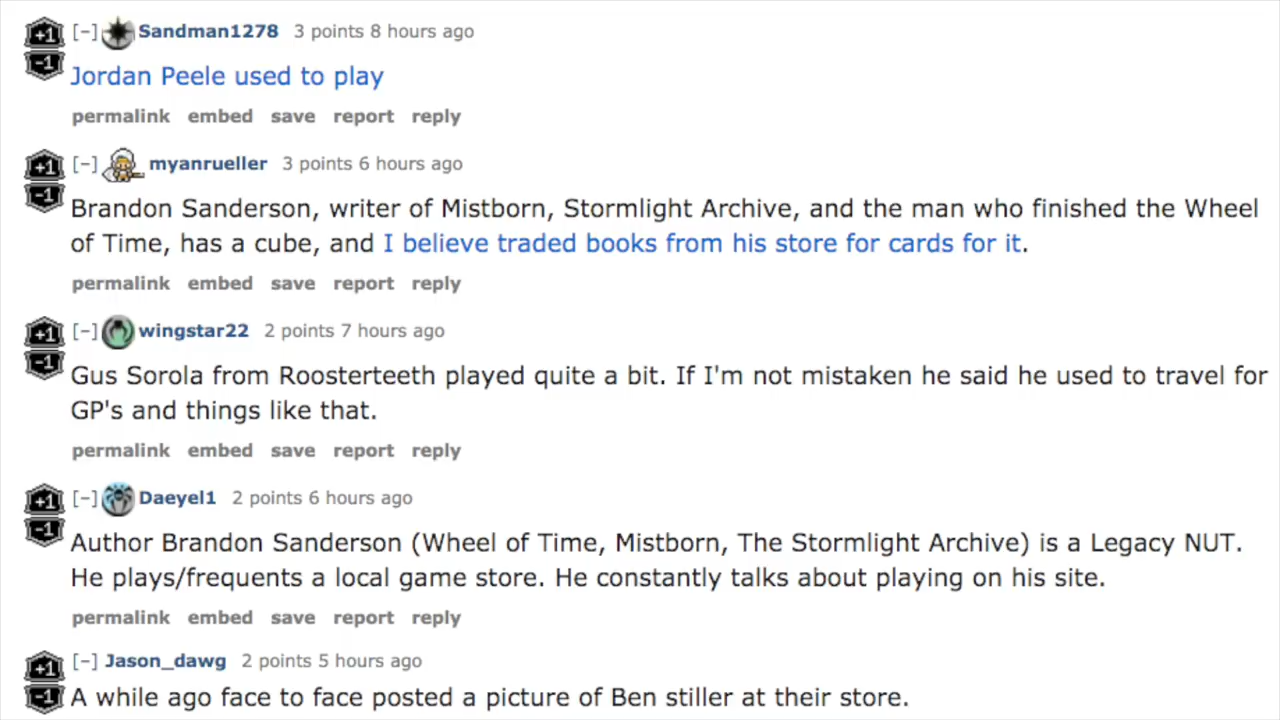 +1 [−] Sandman1278 3 points 8 hours ago
-1
Jordan Peele used to play
permalink embed save report reply
+1 [−] myanrueller 3 points 6 hours ago
-1
Brandon Sanderson, writer of Mistborn, Stormlight Archive, and the man who finished the Wheel
of Time, has a cube, and I believe traded books from his store for cards for it.
permalink embed save report reply
+1 [−] wingstar22 2 points 7 hours ago
-1
Gus Sorola from Roosterteeth played quite a bit. If I'm not mistaken he said he used to travel for
GP's and things like that.
permalink embed save report reply
+1 [−] Daeyel1 2 points 6 hours ago
-1
Author Brandon Sanderson (Wheel of Time, Mistborn, The Stormlight Archive) is a Legacy NUT.
He plays/frequents a local game store. He constantly talks about playing on his site.
permalink embed save report reply
+1 [−] Jason_dawg 2 points 5 hours ago
-1 A while ago face to face posted a picture of Ben stiller at their store.